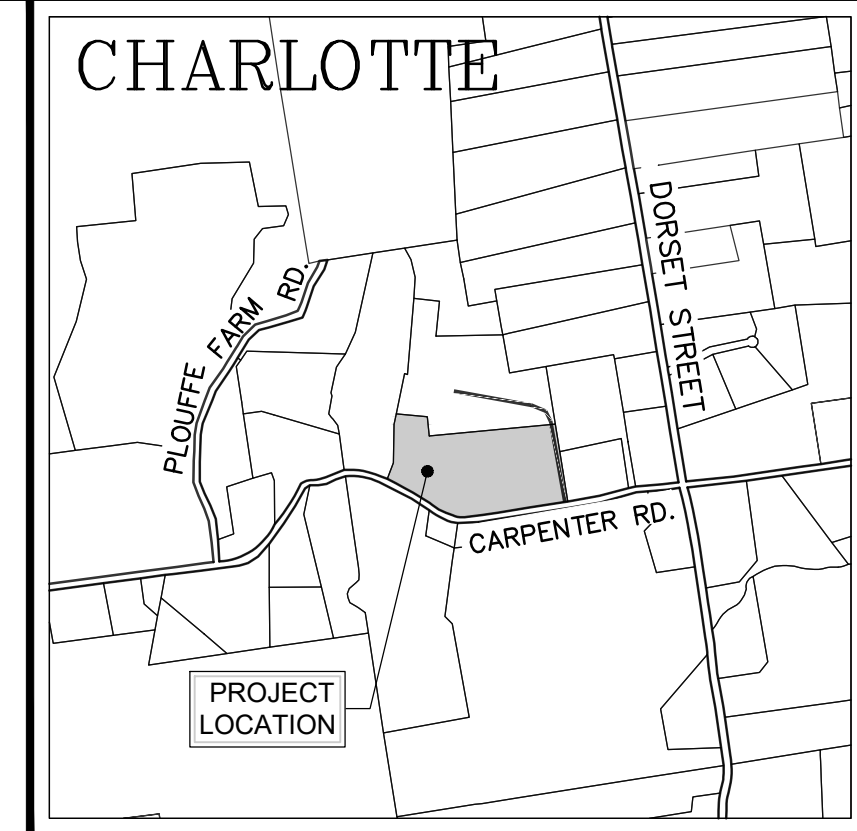 CHARLOTTE
DORSET STREET
PLOUFFE FARM RD.
CARPENTER RD.
PROJECT
LOCATION